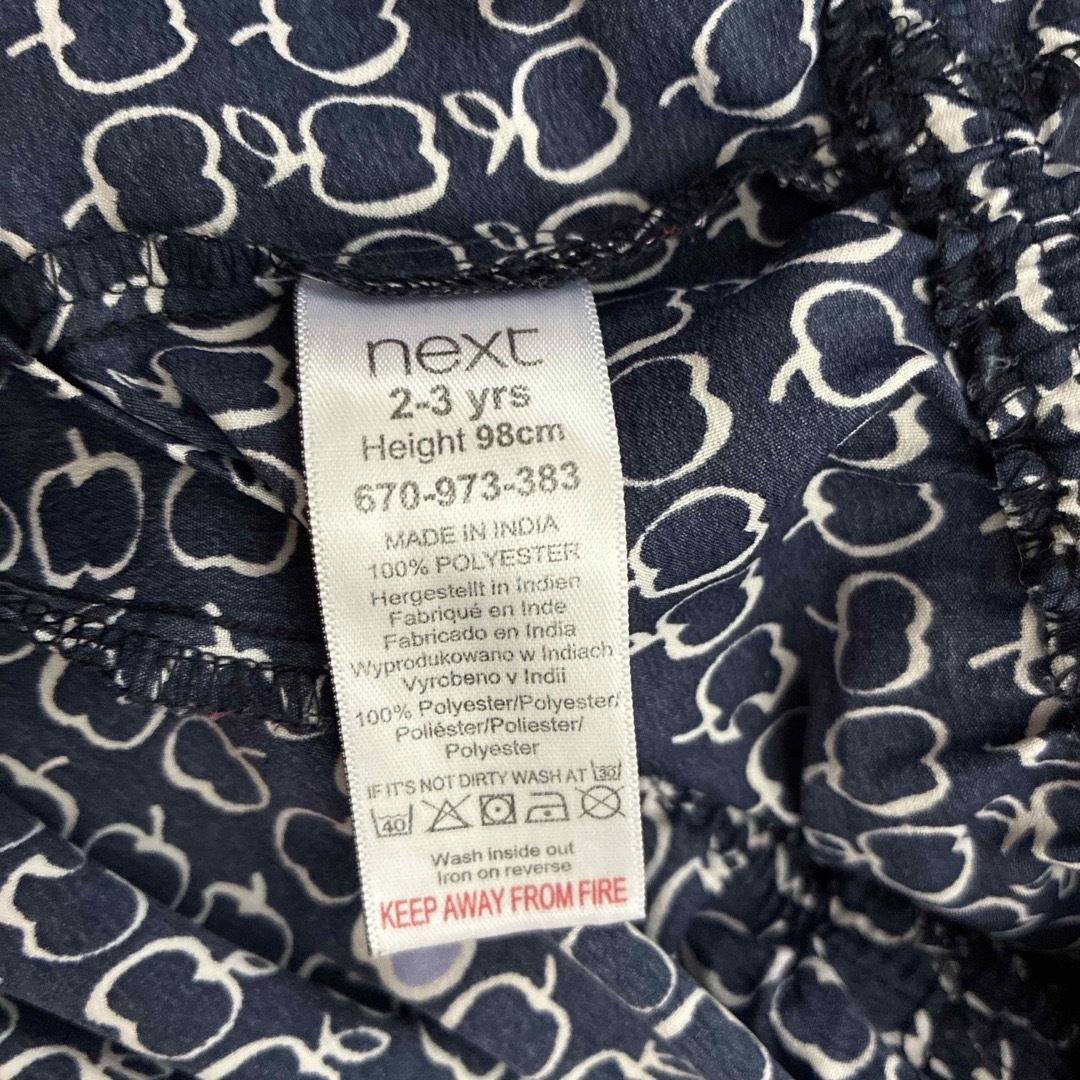 next
2-3 yrs
Height 98cm
670-973-383
MADE IN INDIA
100% POLYESTER
Hergestellt in Indien
Fabriqué en Inde
Fabricado en India
Wyprodukowano w Indiach
Vyrobeno v Indii
100% Polyester/Polyester/
Poliéster/Poliester/
Polyester
IF IT'S NOT DIRTY WASH AT 30
40
Wash inside out
Iron on reverse
KEEP AWAY FROM FIRE